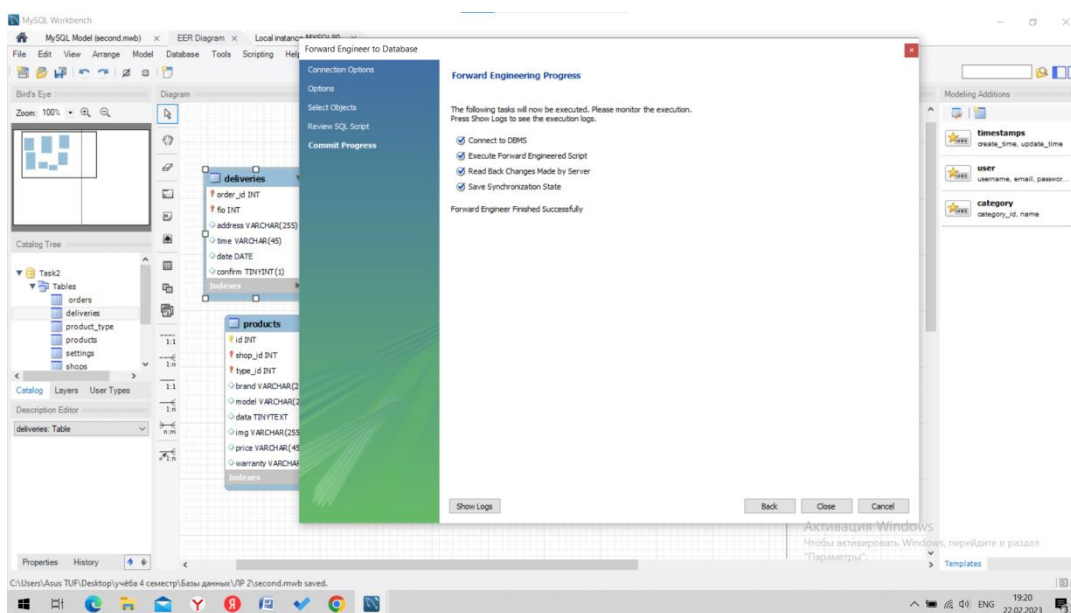 MySQL Workbench
MySQL Model (second.mwb) × EER Diagram ×
File Edit View Arrange Model Database Tools Scripting
Bird's Eye
Zoom: 100%
Catalog Tree
Task2
Tables
orders
deliveries
product_type
products
settings
shops
Catalog Layers User Types
Description Editor
deliveries: Table
Properties History
Diagram
1:1
1:n
1:1
1:n
n:m
1:n
deliveries
order_id INT
fio INT
address VARCHAR(255)
time VARCHAR(45)
date DATE
confirm TINYINT(1)
Indexes
products
id INT
shop_id INT
type_id INT
brand VARCHAR(2
model VARCHAR(2
data TINYTEXT
img VARCHAR(255
price VARCHAR(45
warranty VARCHAR
Indexes
Forward Engineer to Database
Connection Options
Options
Select Objects
Review SQL Script
Commit Progress
Forward Engineering Progress
The following tasks will now be executed. Please monitor the execution.
Press Show Logs to see the execution logs.
Connect to DBMS
Execute Forward Engineered Script
Read Back Changes Made by Server
Save Synchronization State
Forward Engineer Finished Successfully
Show Logs Back Close Cancel
Modeling Additions
timestamps
create_time, update_time
user
username, email, passwor...
category
category_id, name
Templates
Активация Windows
Чтобы активировать Windows, перейдите в раздел
"Параметры".
C:\Users\Asus TUF\Desktop\учёба 4 семестр\Базы данных\ЛР 2\second.mwb saved.
ENG
19:20
22.02.2023